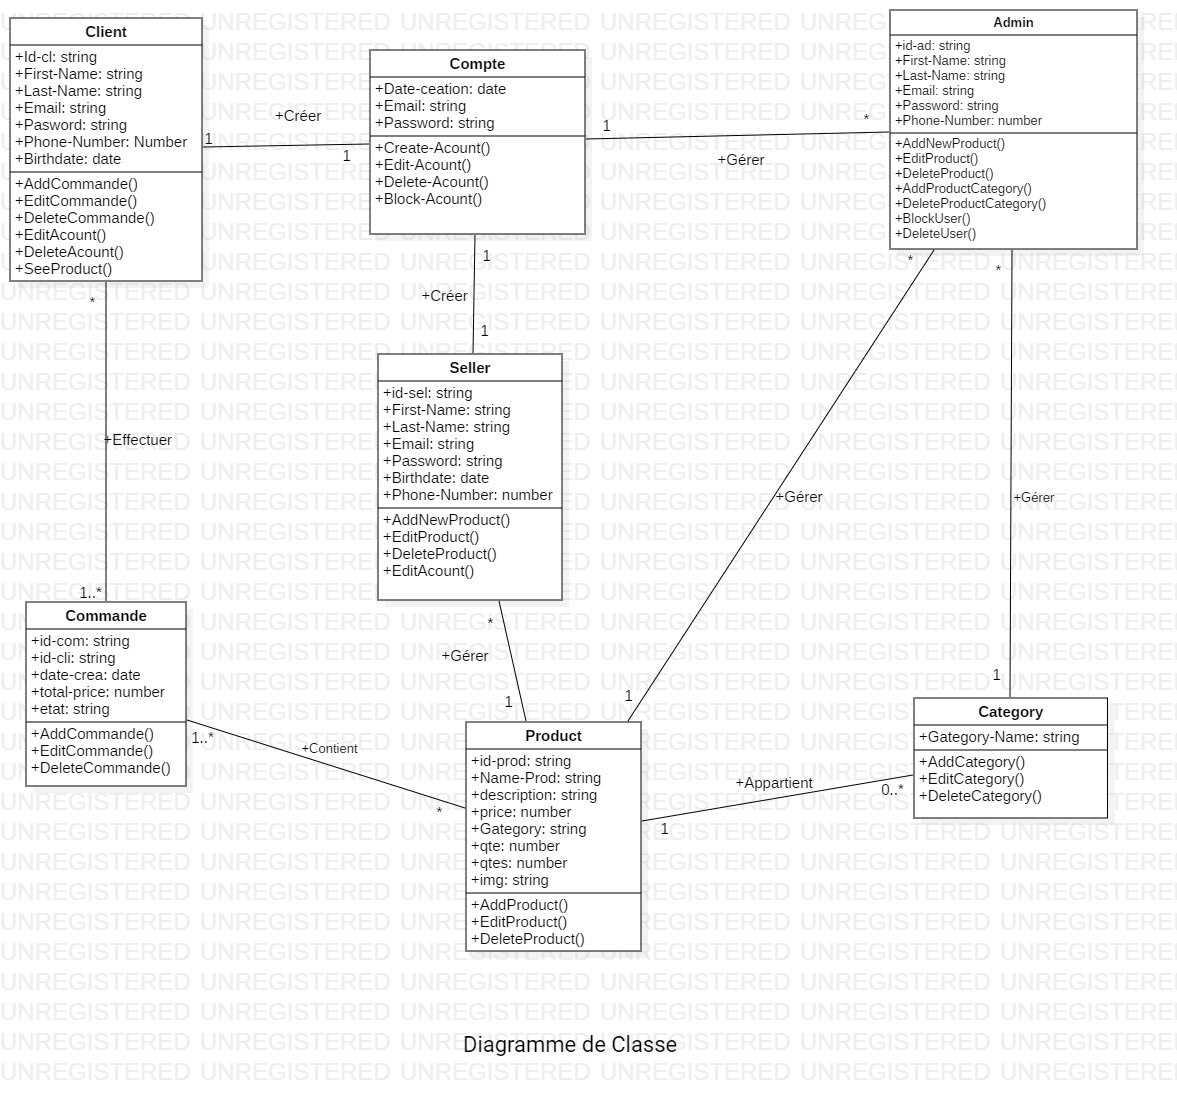 Client
+Id-cl: string
+First-Name: string
+Last-Name: string
+Email: string
+Pasword: string
+Phone-Number: Number
+Birthdate: date
+AddCommande()
+EditCommande()
+DeleteCommande()
+EditAcount()
+DeleteAcount()
+SeeProduct()
+Créer
1
1
Compte
+Date-ceation: date
+Email: string
+Password: string
+Create-Acount()
+Edit-Acount()
+Delete-Acount()
+Block-Acount()
1
*
+Gérer
Admin
+id-ad: string
+First-Name: string
+Last-Name: string
+Email: string
+Password: string
+Phone-Number: number
+AddNewProduct()
+EditProduct()
+DeleteProduct()
+AddProductCategory()
+DeleteProductCategory()
+BlockUser()
+DeleteUser()
1
+Créer
1
*
*
*
+Effectuer
1..*
Seller
+id-sel: string
+First-Name: string
+Last-Name: string
+Email: string
+Password: string
+Birthdate: date
+Phone-Number: number
+AddNewProduct()
+EditProduct()
+DeleteProduct()
+EditAcount()
+Gérer
+Gérer
*
+Gérer
1
1
1
Commande
+id-com: string
+id-cli: string
+date-crea: date
+total-price: number
+etat: string
+AddCommande()
+EditCommande()
+DeleteCommande()
1..*
+Contient
*
Product
+id-prod: string
+Name-Prod: string
+description: string
+price: number
+Gategory: string
+qte: number
+qtes: number
+img: string
+AddProduct()
+EditProduct()
+DeleteProduct()
+Appartient
1
0..*
Category
+Gategory-Name: string
+AddCategory()
+EditCategory()
+DeleteCategory()
Diagramme de Classe
UNREGISTERED UNREGISTERED UNREGISTERED UNREGISTERED UNREGISTERED UNREGISTERED